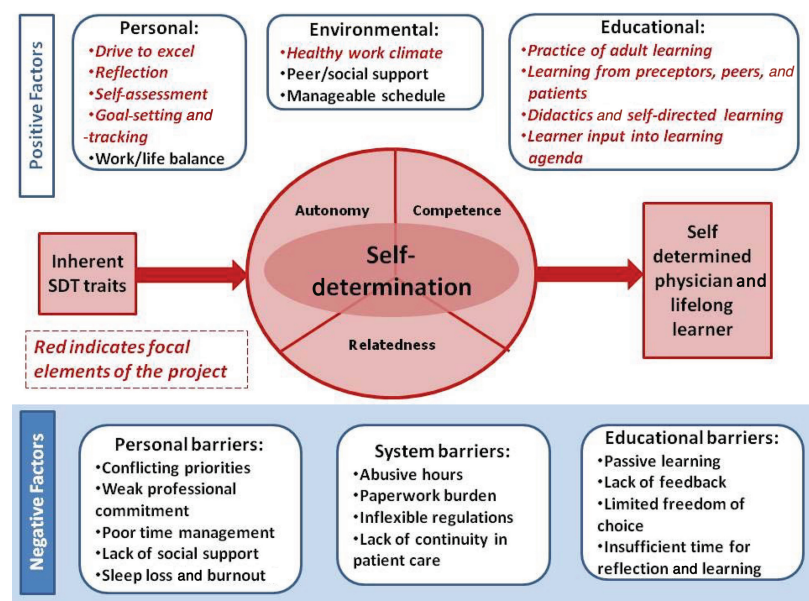 Positive Factors
Personal:
•Drive to excel
•Reflection
•Self-assessment
•Goal-setting and
-tracking
•Work/life balance
Environmental:
•Healthy work climate
•Peer/social support
•Manageable schedule
Educational:
•Practice of adult learning
•Learning from preceptors, peers, and
patients
•Didactics and self-directed learning
•Learner input into learning
agenda
Inherent
SDT traits
Autonomy
Competence
Self-
determination
Relatedness
Self
determined
physician and
lifelong
learner
Red indicates focal
elements of the project
Negative Factors
Personal barriers:
•Conflicting priorities
•Weak professional
commitment
•Poor time management
•Lack of social support
•Sleep loss and burnout
System barriers:
•Abusive hours
•Paperwork burden
•Inflexible regulations
•Lack of continuity in
patient care
Educational barriers:
•Passive learning
•Lack of feedback
•Limited freedom of
choice
•Insufficient time for
reflection and learning